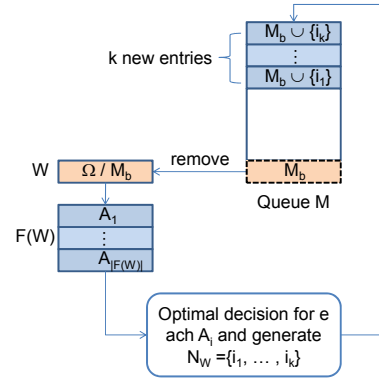 M_b ∪ {i_k}
⋮
k new entries
M_b ∪ {i_1}
remove
W
Ω / M_b
M_b
Queue M
A_1
F(W)
⋮
A_|F(W)|
Optimal decision for e
ach A_i and generate
N_W ={i_1, … , i_k}